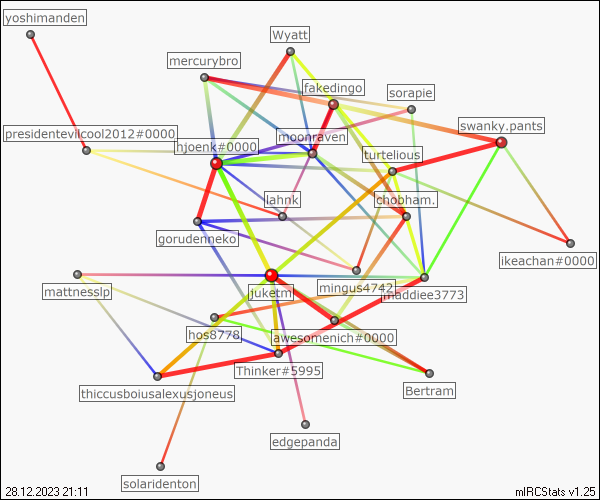 yoshimanden
Wyatt
mercurybro
fakedingo
sorapie
swanky.pants
presidentevilcool2012#0000
moonraven
hjoenk#0000
turtelious
lahnk
chobham.
gorudenneko
ikeachan#0000
mattnesslp
juketm
mingus4742
maddiee3773
hos8778
awesomenich#0000
Thinker#5995
thiccusboiusalexusjoneus
Bertram
edgepanda
solaridenton
28.12.2023 21:11
mIRCStats v1.25